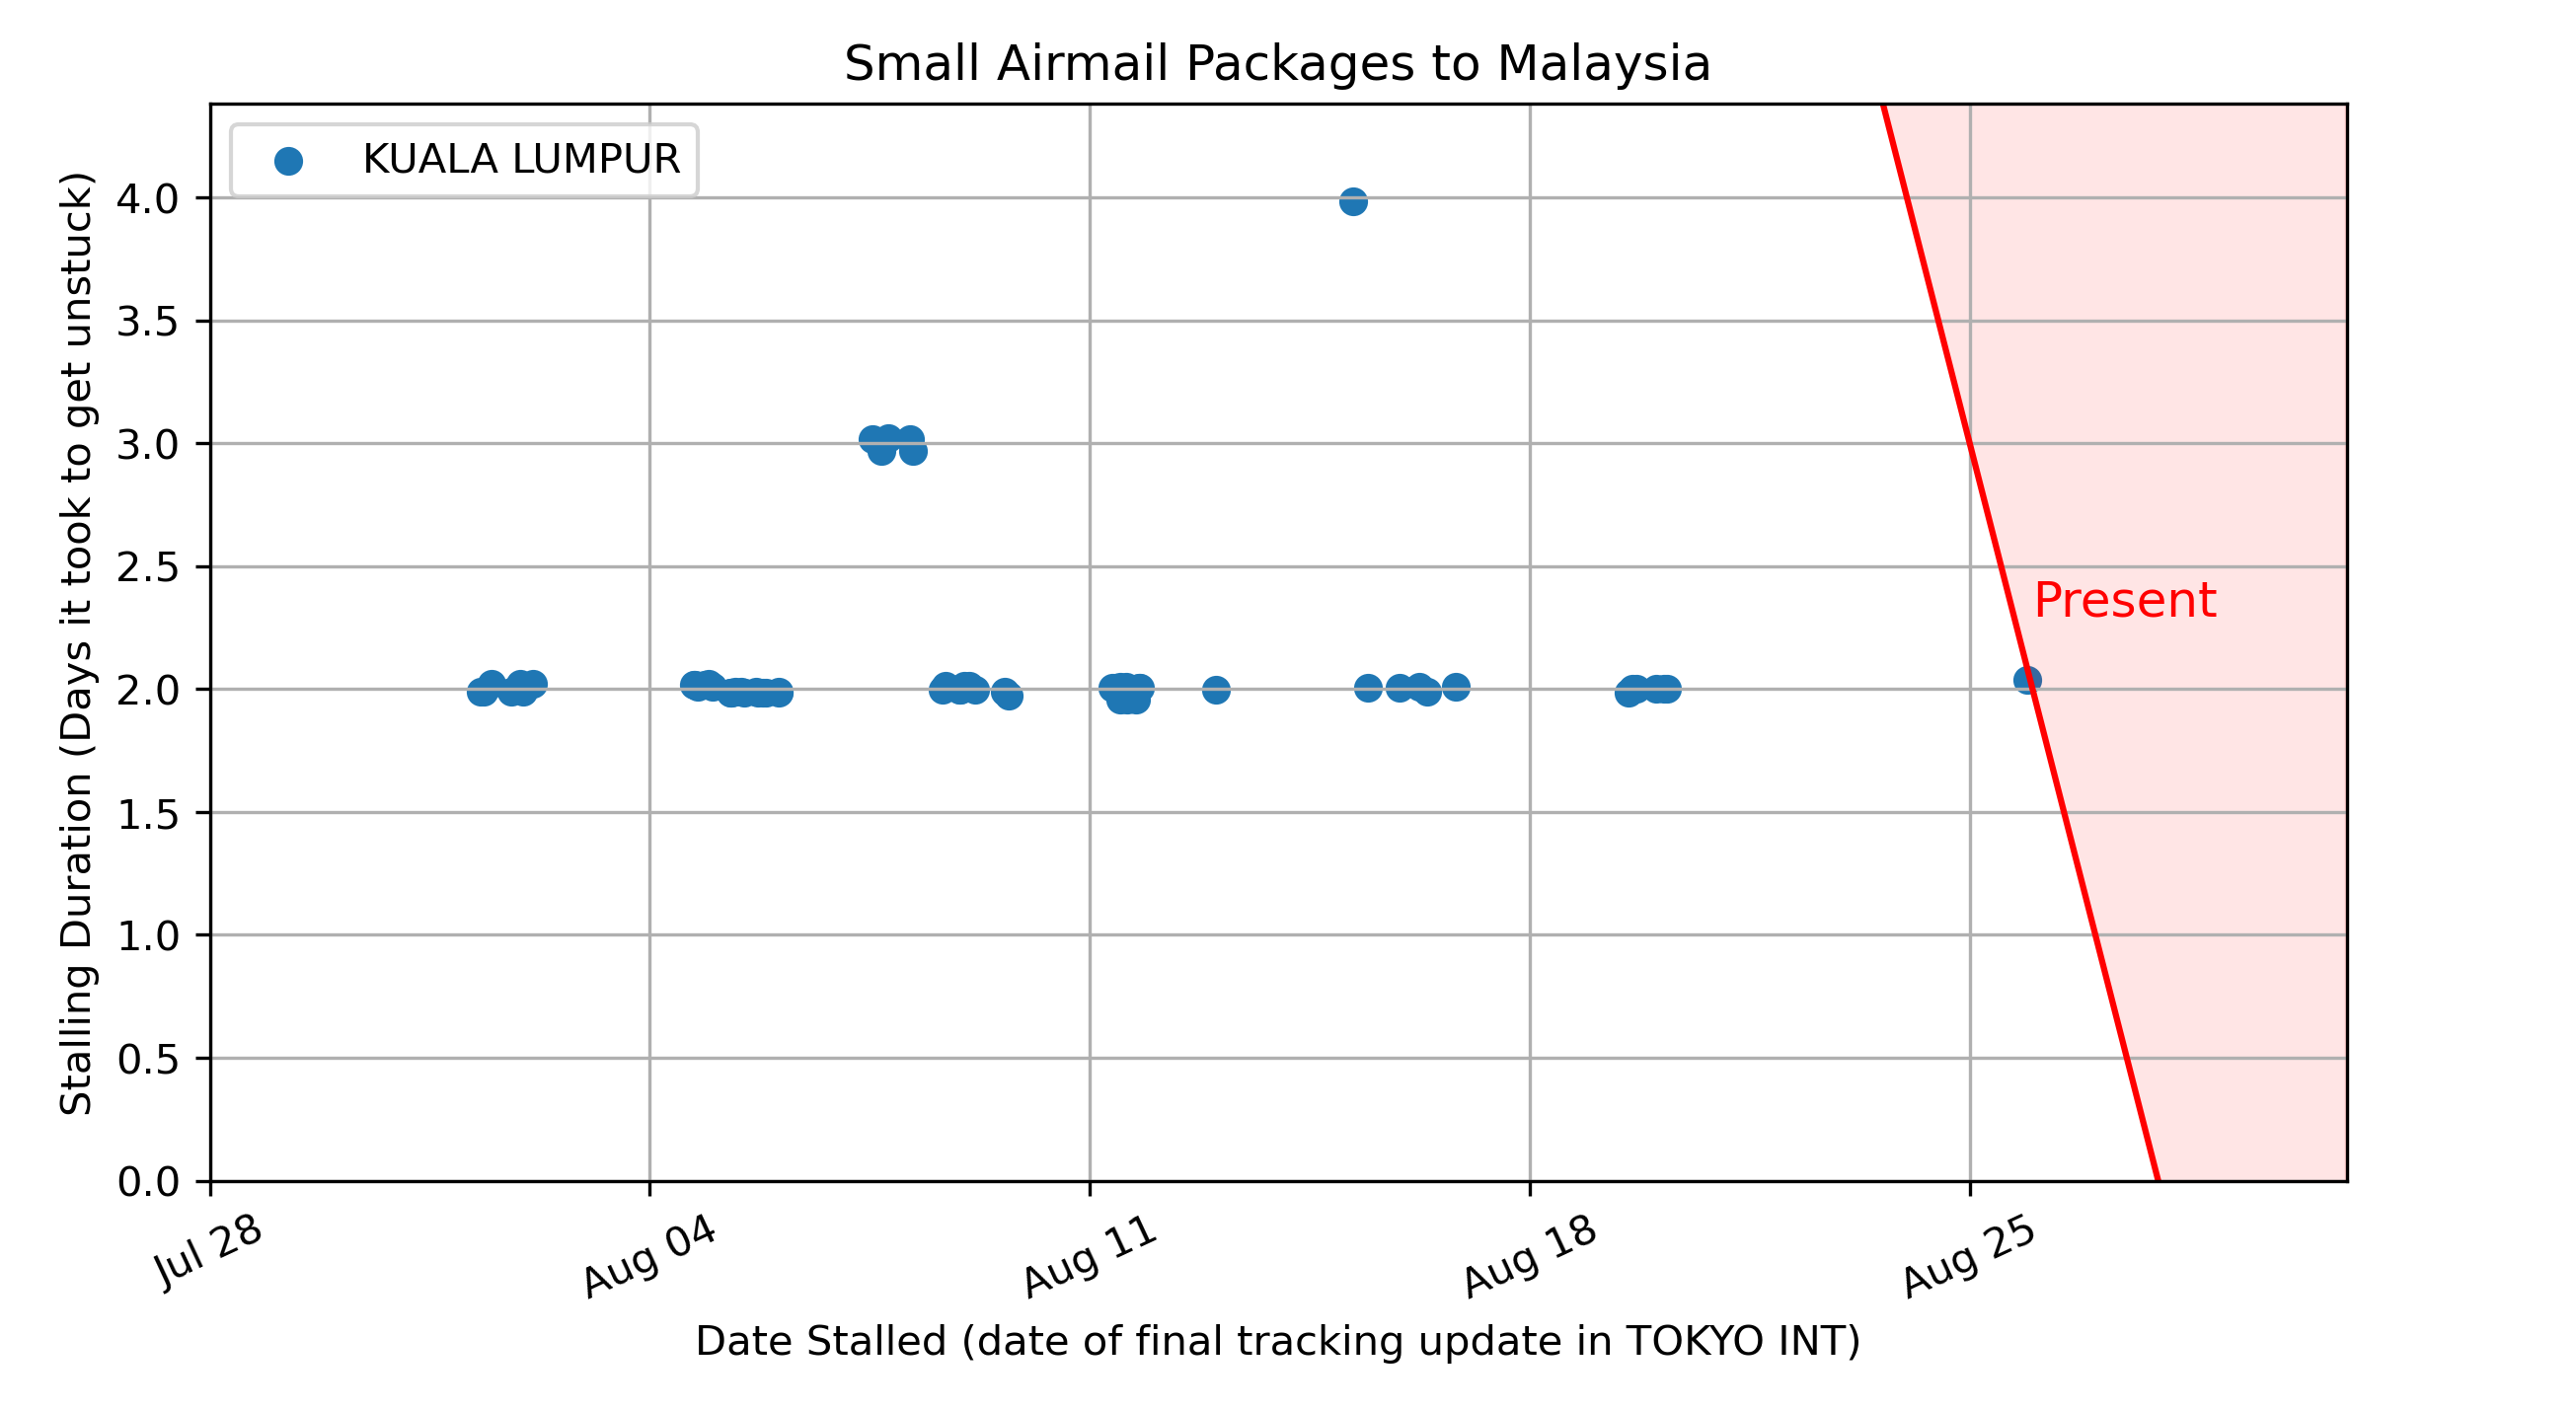 Small Airmail Packages to Malaysia
KUALA LUMPUR
Stalling Duration (Days it took to get unstuck)
4.0
3.5
3.0
2.5
2.0
1.5
1.0
0.5
0.0
Present
Jul 28
Aug 04
Aug 11
Aug 18
Aug 25
Date Stalled (date of final tracking update in TOKYO INT)